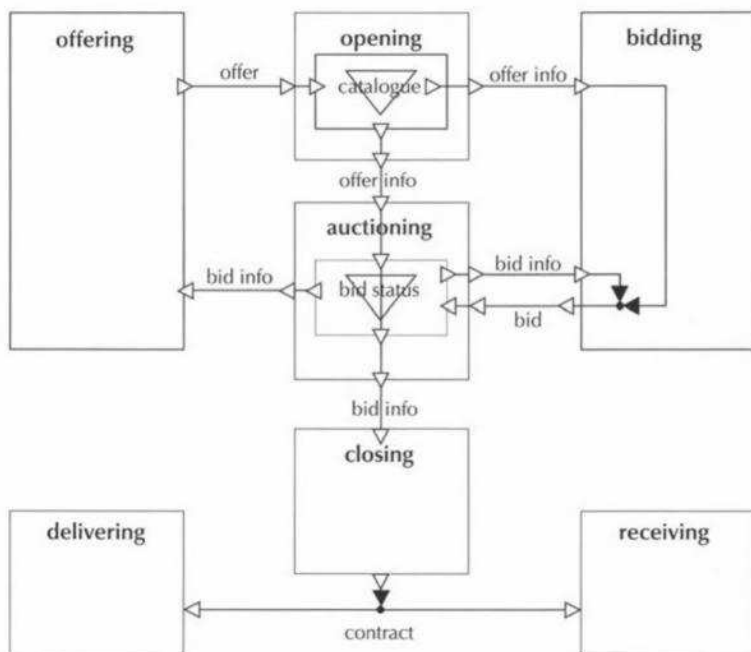 offering
opening
bidding
offer
catalogue
offer info
offer info
auctioning
bid info
bid status
bid info
bid
bid info
closing
delivering
receiving
contract